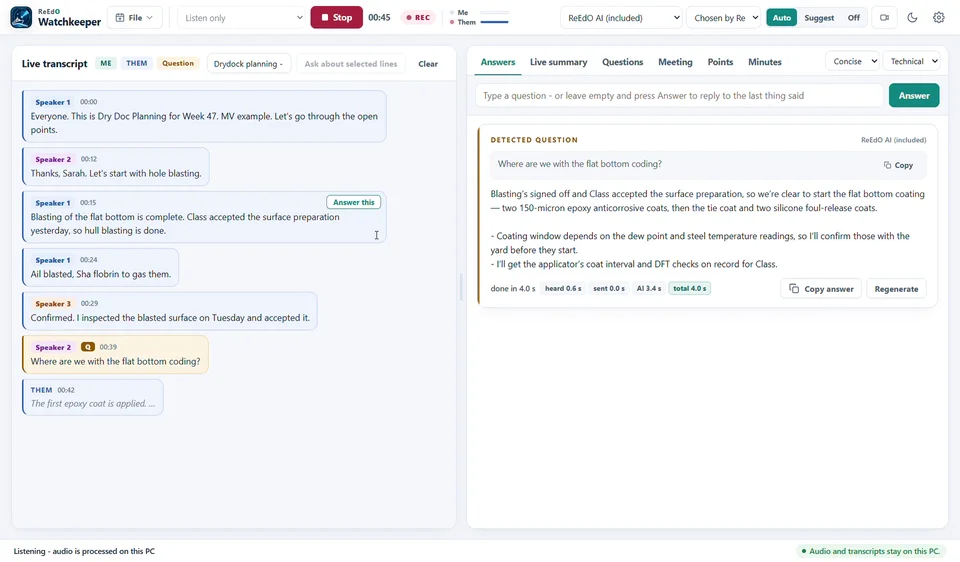 ReEdO
Watchkeeper
File
Listen only
Stop
00:45
REC
Me
Them
ReEdO AI (included)
Chosen by Re
Auto
Suggest
Off
Live transcript
ME
THEM
Question
Drydock planning -
Ask about selected lines
Clear
Speaker 1 00:00
Everyone. This is Dry Doc Planning for Week 47. MV example. Let's go through the open
points.
Speaker 2 00:12
Thanks, Sarah. Let's start with hole blasting.
Speaker 1 00:15
Answer this
Blasting of the flat bottom is complete. Class accepted the surface preparation
yesterday, so hull blasting is done.
Speaker 1 00:24
Ail blasted, Sha flobrin to gas them.
Speaker 3 00:29
Confirmed. I inspected the blasted surface on Tuesday and accepted it.
Speaker 2 Q 00:39
Where are we with the flat bottom coding?
THEM 00:42
The first epoxy coat is applied. ...
Answers
Live summary
Questions
Meeting
Points
Minutes
Concise
Technical
Type a question - or leave empty and press Answer to reply to the last thing said
Answer
DETECTED QUESTION
ReEdO AI (included)
Where are we with the flat bottom coding?
Copy
Blasting's signed off and Class accepted the surface preparation, so we're clear to start the flat bottom coating
— two 150-micron epoxy anticorrosive coats, then the tie coat and two silicone foul-release coats.
- Coating window depends on the dew point and steel temperature readings, so I'll confirm those with the
yard before they start.
- I'll get the applicator's coat interval and DFT checks on record for Class.
done in 4.0 s
heard 0.6 s
sent 0.0 s
AI 3.4 s
total 4.0 s
Copy answer
Regenerate
Listening - audio is processed on this PC
Audio and transcripts stay on this PC.